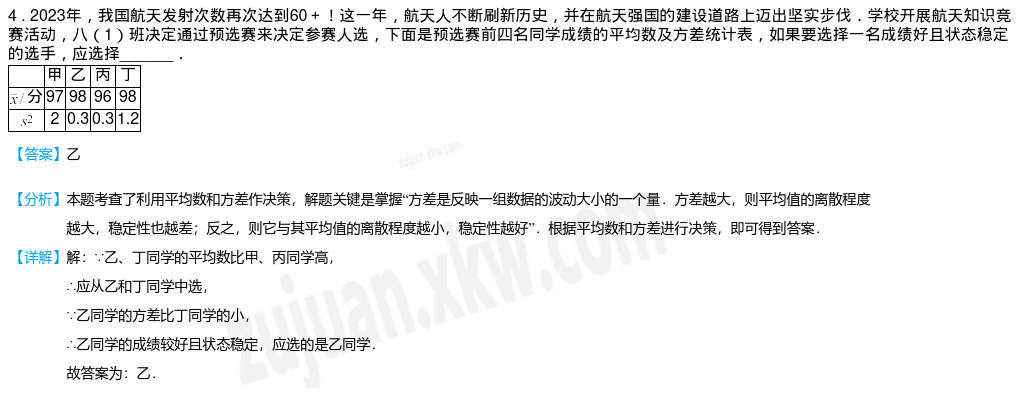 4．2023年，我国航天发射次数再次达到60＋！这一年，航天人不断刷新历史，并在航天强国的建设道路上迈出坚实步伐．学校开展航天知识竞
赛活动，八（1）班决定通过预选赛来决定参赛人选，下面是预选赛前四名同学成绩的平均数及方差统计表，如果要选择一名成绩好且状态稳定
的选手，应选择______．
甲 乙 丙 丁
x̄/分 97 98 96 98
s² 2 0.3 0.3 1.2
【答案】乙
【分析】本题考查了利用平均数和方差作决策，解题关键是掌握“方差是反映一组数据的波动大小的一个量．方差越大，则平均值的离散程度
越大，稳定性也越差；反之，则它与其平均值的离散程度越小，稳定性越好”．根据平均数和方差进行决策，即可得到答案．
【详解】解：∵乙、丁同学的平均数比甲、丙同学高，
∴应从乙和丁同学中选，
∵乙同学的方差比丁同学的小，
∴乙同学的成绩较好且状态稳定，应选的是乙同学．
故答案为：乙．
zujuan.xkw.com
zujuan.xkw.com